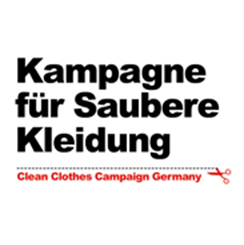 Kampagne
für Saubere
Kleidung
Clean Clothes Campaign Germany